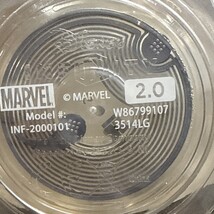 MARVEL © MARVEL 2.0
Model #: W86799107
INF-2000101 3514LG